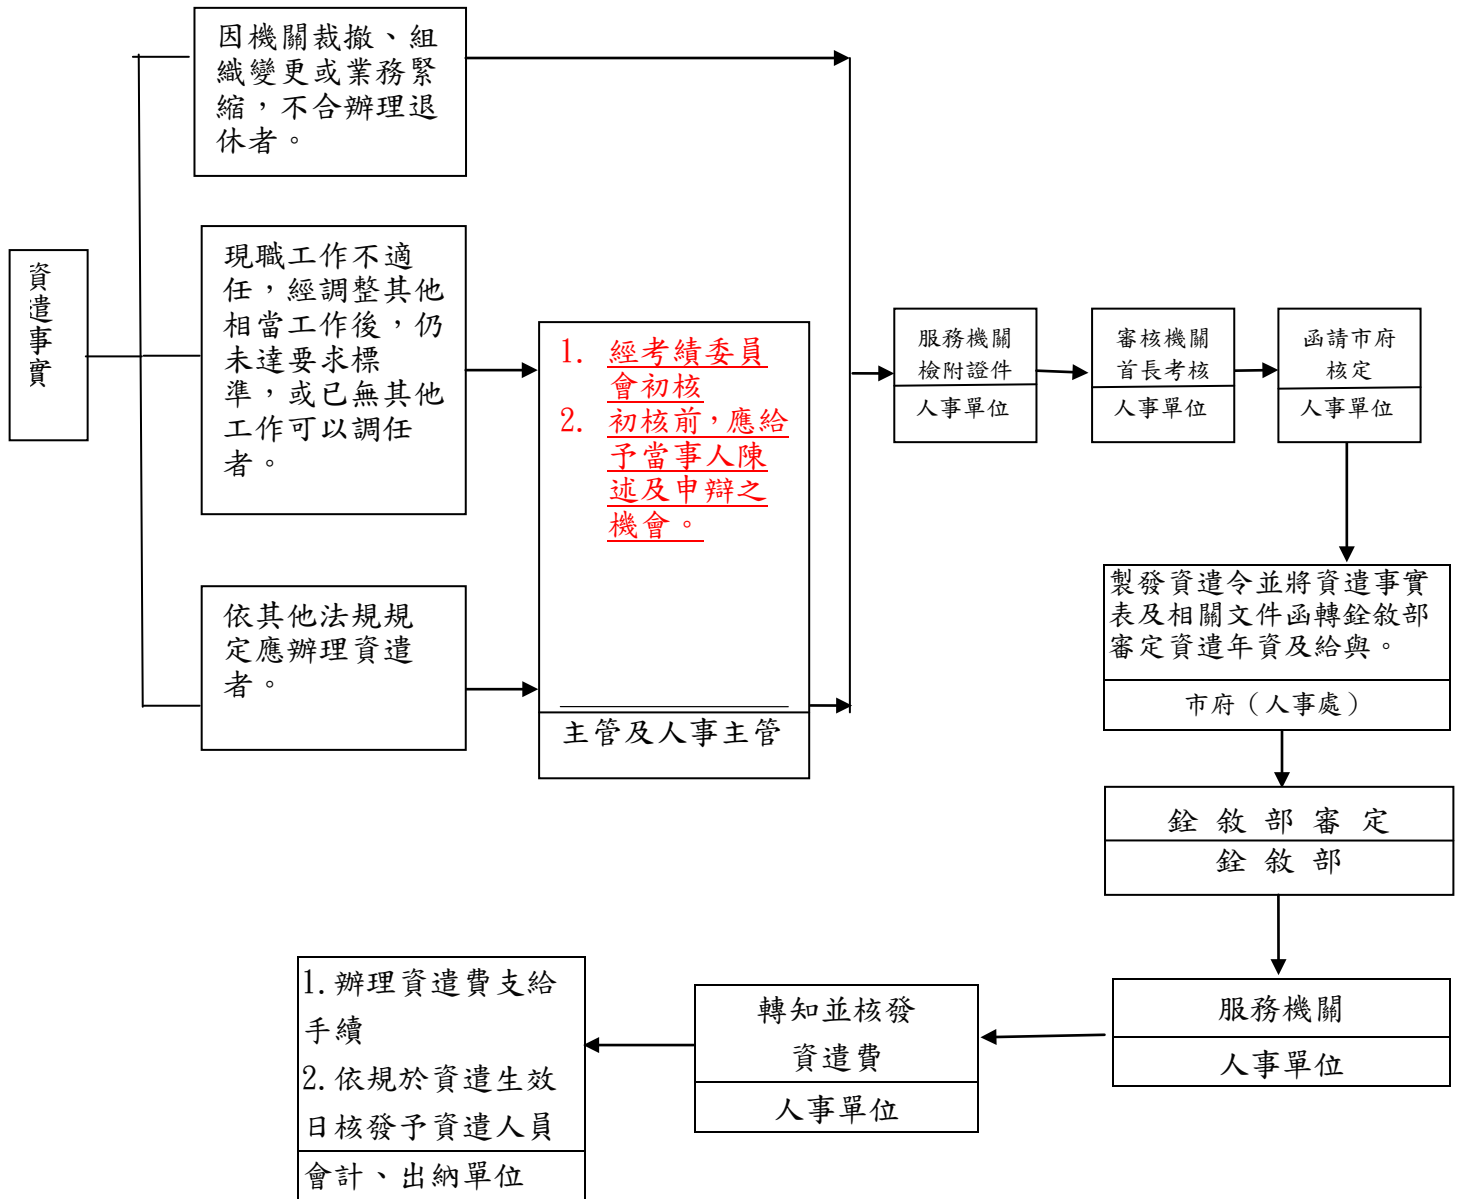 資遣事實
因機關裁撤、組
織變更或業務緊
縮，不合辦理退
休者。
現職工作不適
任，經調整其他
相當工作後，仍
未達要求標
準，或已無其他
工作可以調任
者。
依其他法規規
定應辦理資遣
者。
1. 經考績委員
會初核
2. 初核前，應給
予當事人陳
述及申辯之
機會。
主管及人事主管
服務機關
檢附證件
人事單位
審核機關
首長考核
人事單位
函請市府
核定
人事單位
製發資遣令並將資遣事實
表及相關文件函轉銓敘部
審定資遣年資及給與。
市府（人事處）
銓敘部審定
銓敘部
服務機關
人事單位
轉知並核發
資遣費
人事單位
1.辦理資遣費支給
手續
2.依規於資遣生效
日核發予資遣人員
會計、出納單位